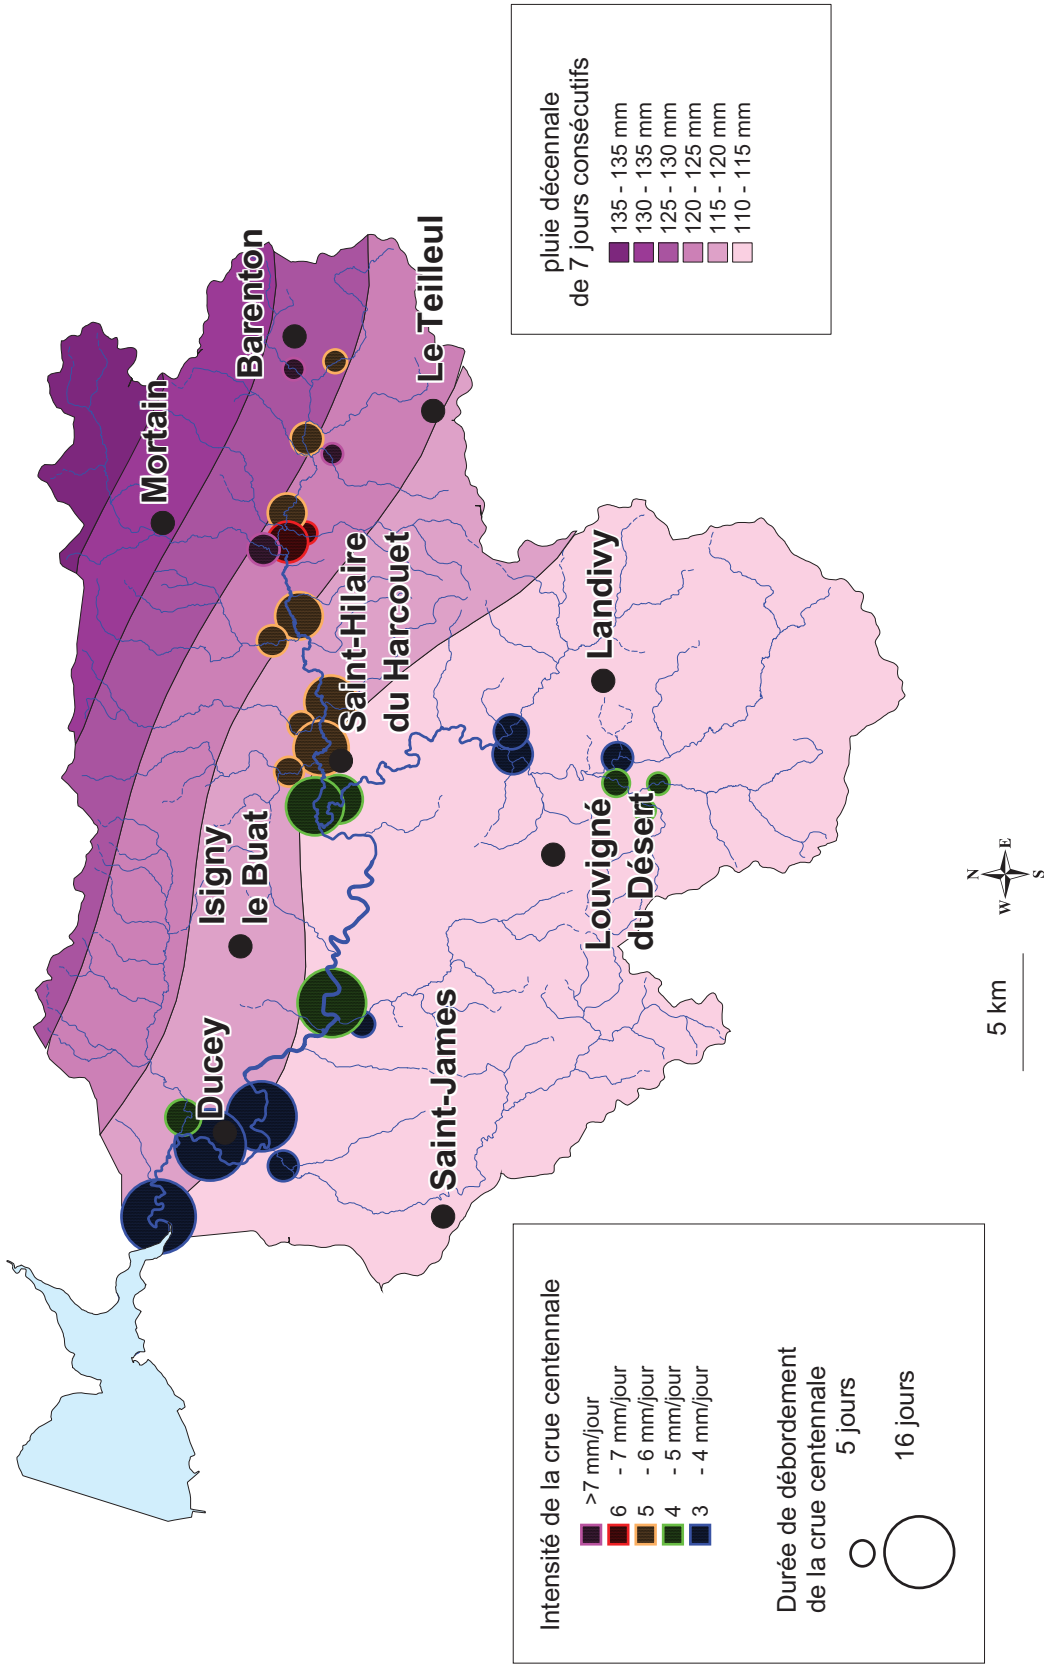 Mortain
Barenton
Le Teilleul
Saint-Hilaire
du Harcouet
Isigny
le Buat
Ducey
Saint-James
Landivy
Louvigné
du Désert
pluie décennale
de 7 jours consécutifs
135 - 135 mm
130 - 135 mm
125 - 130 mm
120 - 125 mm
115 - 120 mm
110 - 115 mm
Intensité de la crue centennale
>7 mm/jour
6 - 7 mm/jour
5 - 6 mm/jour
4 - 5 mm/jour
3 - 4 mm/jour
Durée de débordement
de la crue centennale
5 jours
16 jours
5 km
N
W E
S